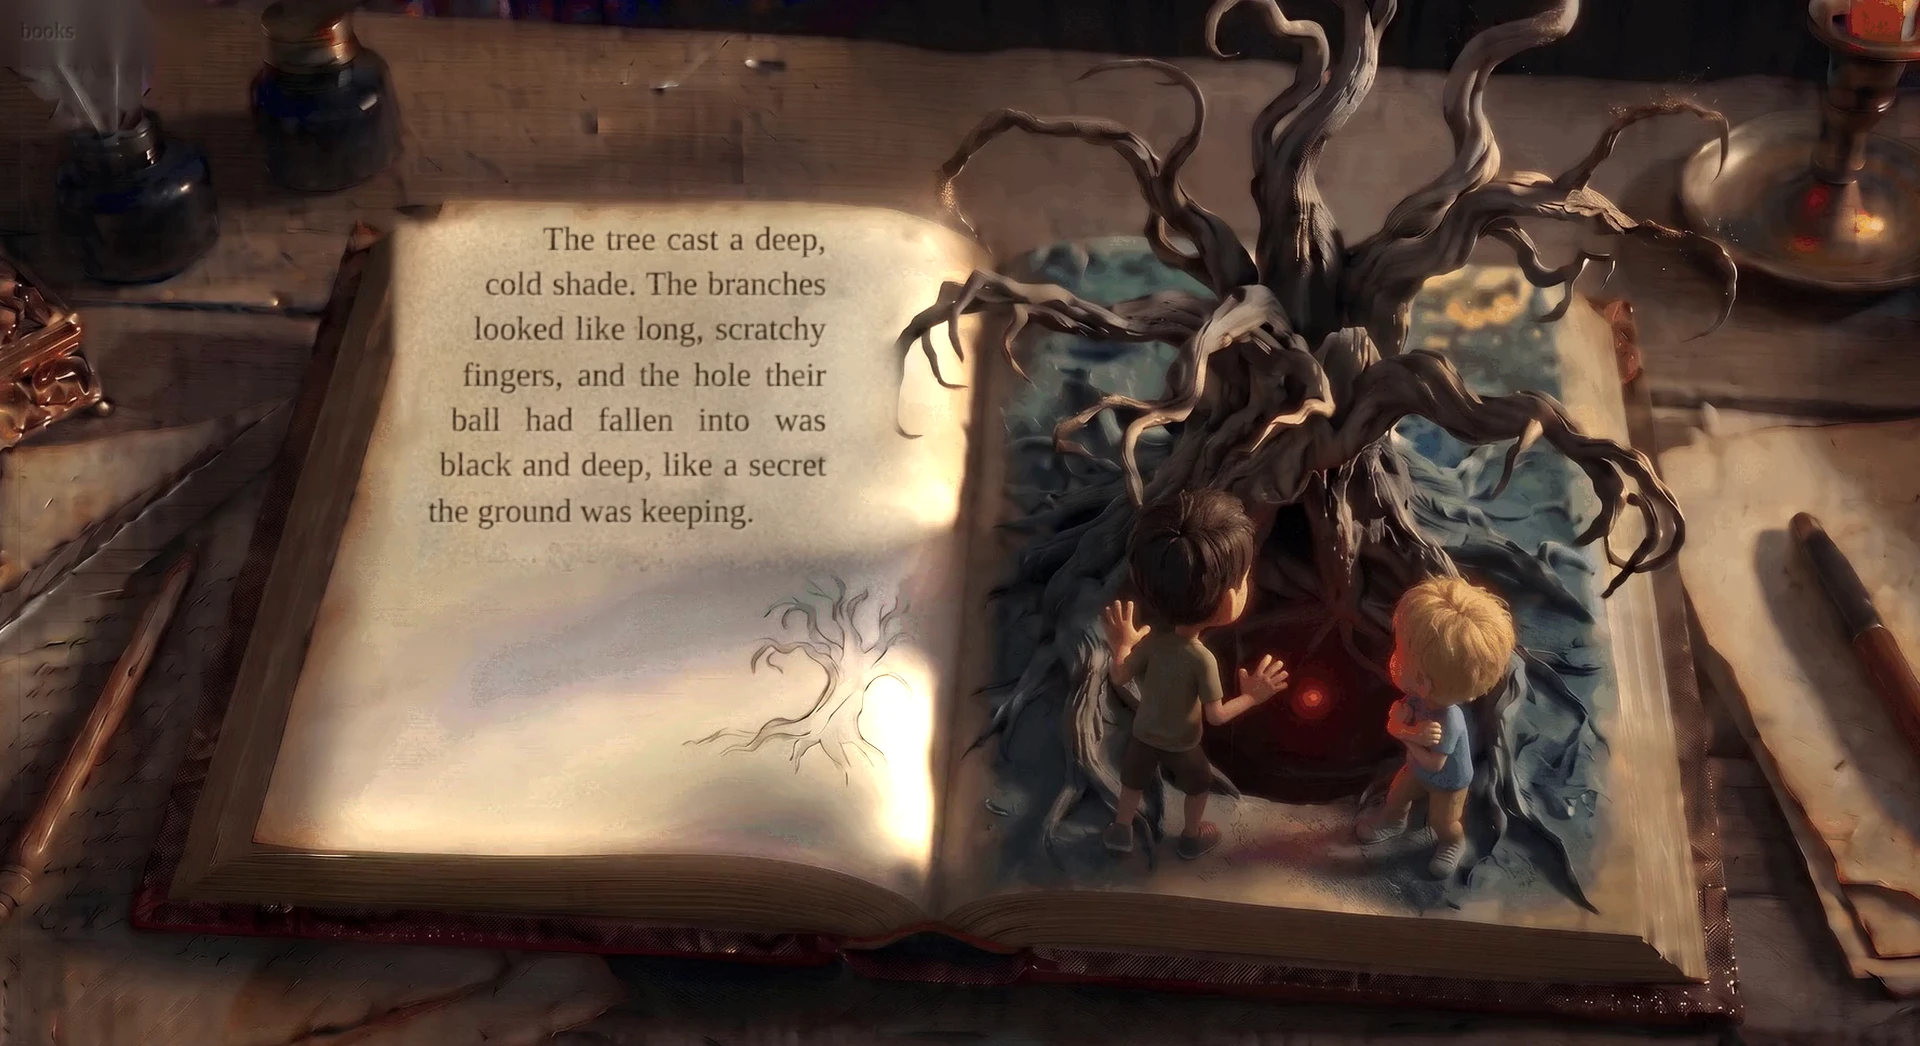 books
The tree cast a deep,
cold shade. The branches
looked like long, scratchy
fingers, and the hole their
ball had fallen into was
black and deep, like a secret
the ground was keeping.